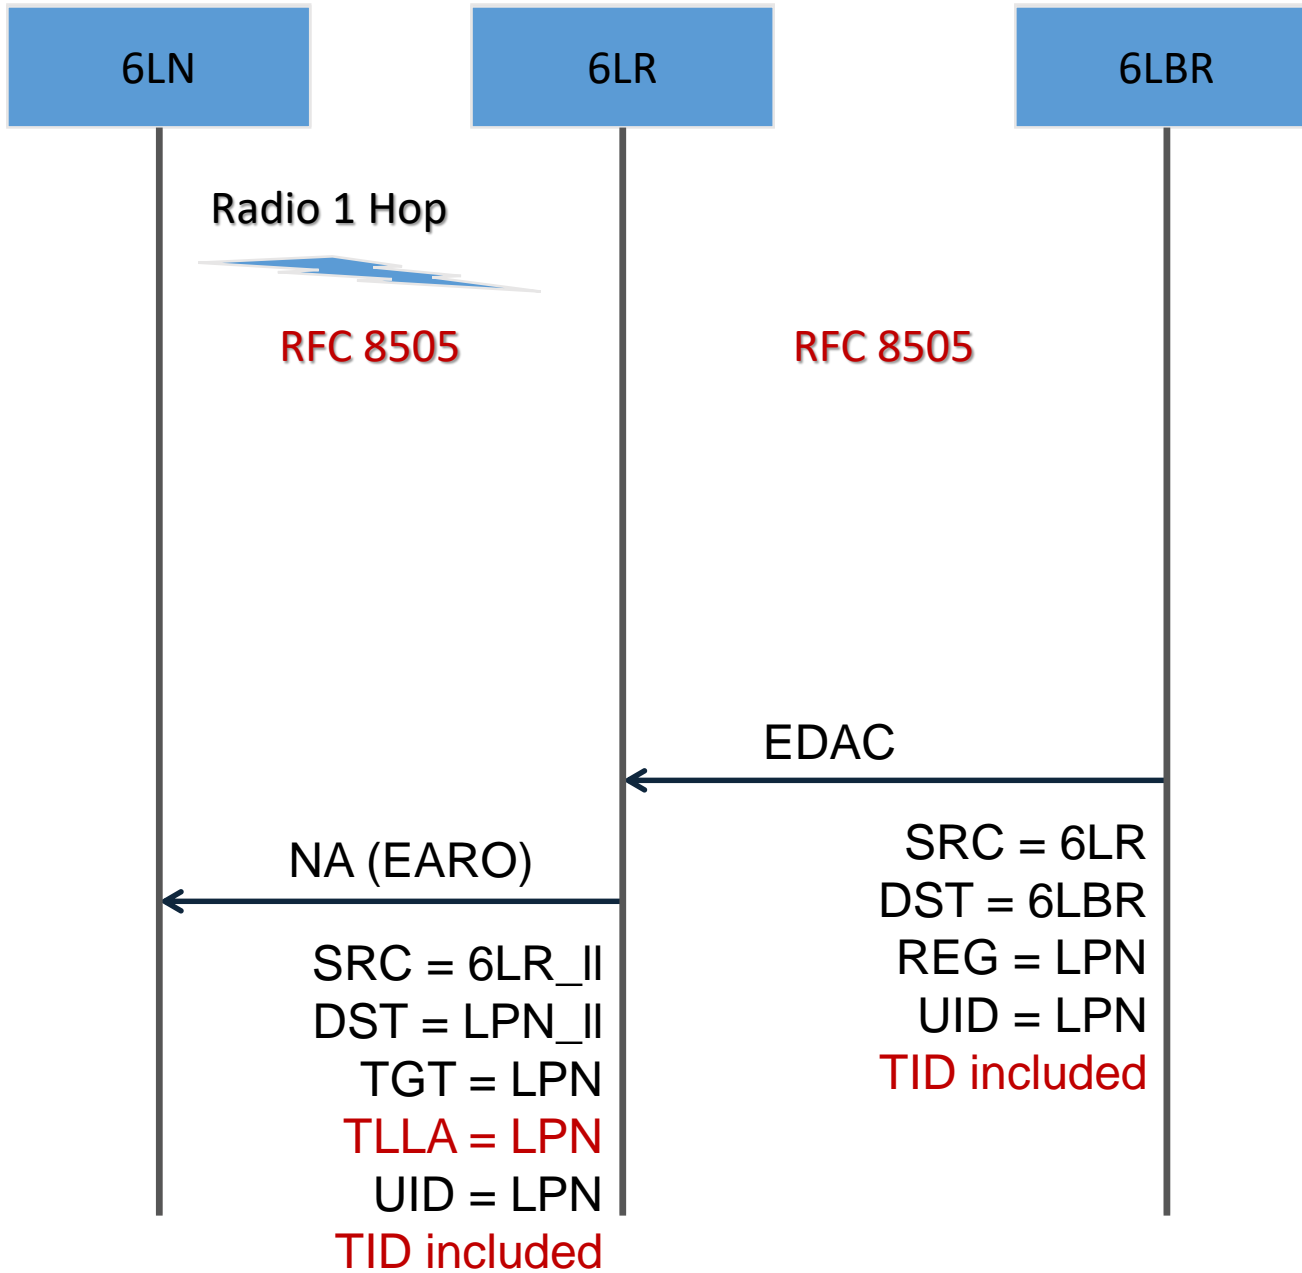 6LN
6LR
6LBR
Radio 1 Hop
RFC 8505
RFC 8505
EDAC
SRC = 6LR
DST = 6LBR
REG = LPN
UID = LPN
TID included
NA (EARO)
SRC = 6LR_ll
DST = LPN_ll
TGT = LPN
TLLA = LPN
UID = LPN
TID included